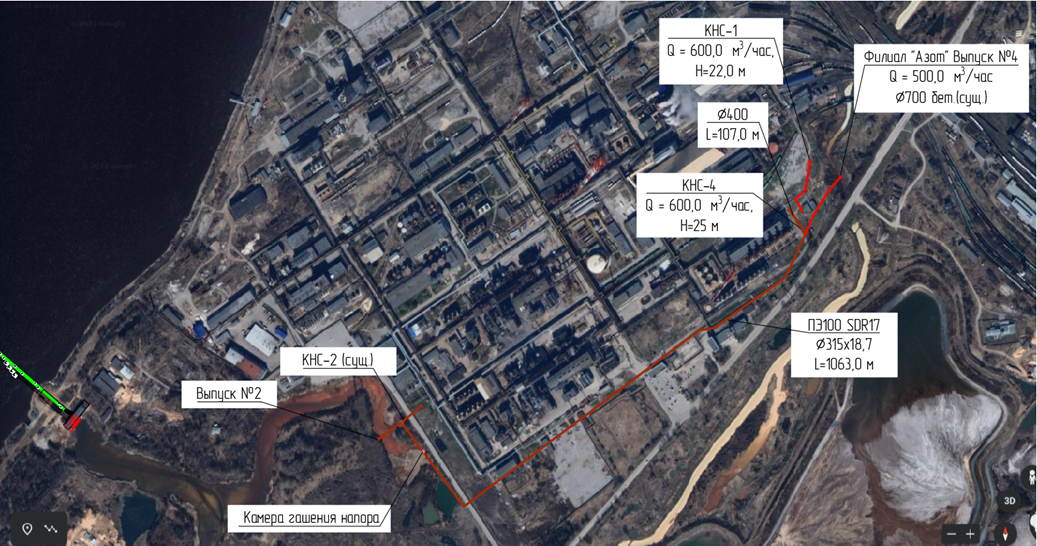 КНС-1
Q = 600,0 м³/час,
H=22,0 м
Филиал "Азот" Выпуск №4
Q = 500,0 м³/час
Ø700 бет.(сущ.)
Ø400
L=107,0 м
КНС-4
Q = 600,0 м³/час,
H=25 м
ПЭ100 SDR17
Ø315х18,7
L=1063,0 м
КНС-2 (сущ.)
Выпуск №2
Камера гашения напора
3D